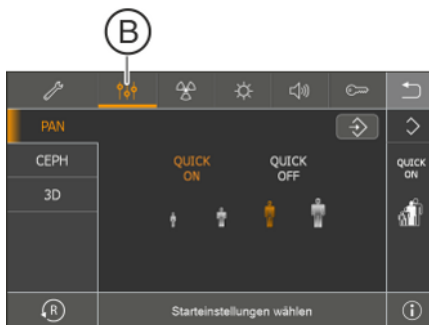 B
PAN
CEPH
3D
QUICK
ON
QUICK
OFF
QUICK
ON
R
Starteinstellungen wählen
i